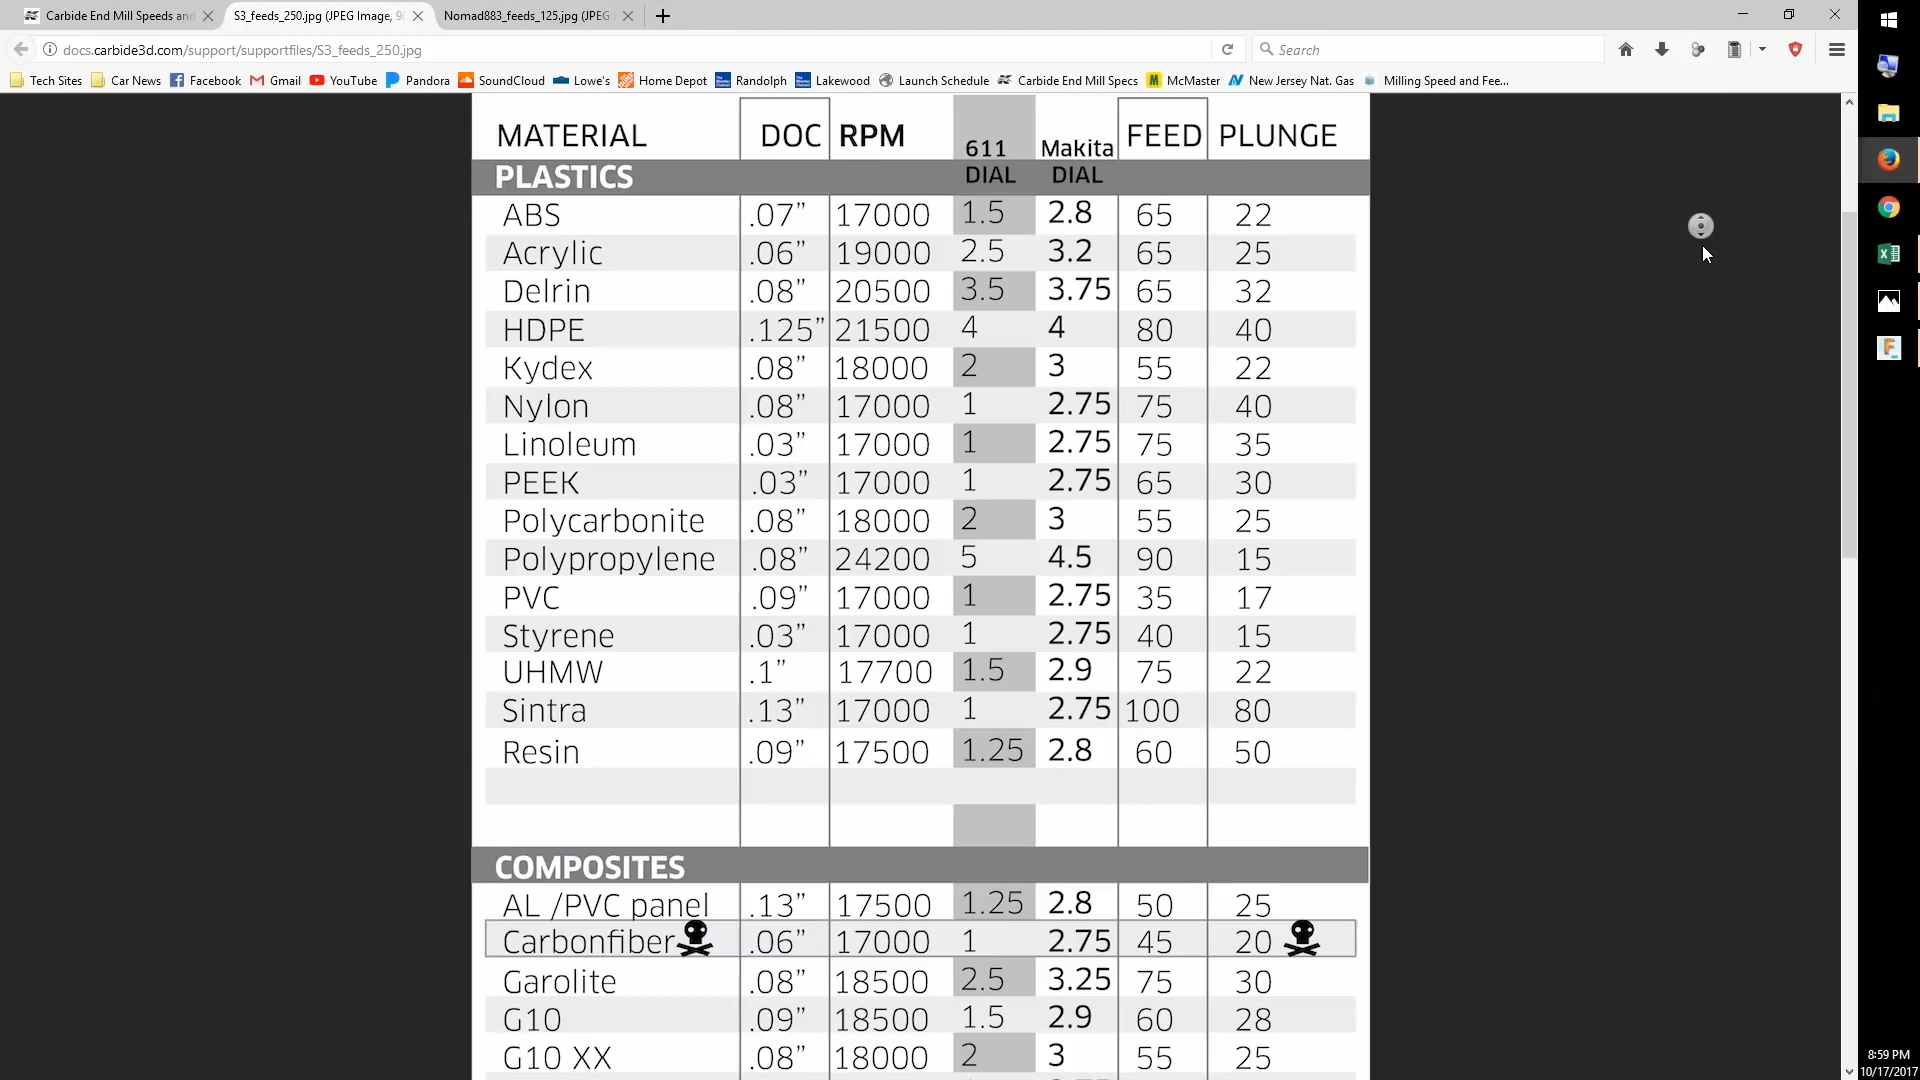 Carbide End Mill Speeds and
S3_feeds_250.jpg (JPEG Image, 90
Nomad883_feeds_125.jpg (JPEG
docs.carbide3d.com/support/supportfiles/S3_feeds_250.jpg
Search
Tech Sites Car News Facebook Gmail YouTube Pandora SoundCloud Lowe's Home Depot Randolph Lakewood Launch Schedule Carbide End Mill Specs McMaster New Jersey Nat. Gas Milling Speed and Fee...
MATERIAL DOC RPM 611 Makita FEED PLUNGE
PLASTICS DIAL DIAL
ABS .07” 17000 1.5 2.8 65 22
Acrylic .06” 19000 2.5 3.2 65 25
Delrin .08” 20500 3.5 3.75 65 32
HDPE .125” 21500 4 4 80 40
Kydex .08” 18000 2 3 55 22
Nylon .08” 17000 1 2.75 75 40
Linoleum .03” 17000 1 2.75 75 35
PEEK .03” 17000 1 2.75 65 30
Polycarbonite .08” 18000 2 3 55 25
Polypropylene .08” 24200 5 4.5 90 15
PVC .09” 17000 1 2.75 35 17
Styrene .03” 17000 1 2.75 40 15
UHMW .1” 17700 1.5 2.9 75 22
Sintra .13” 17000 1 2.75 100 80
Resin .09” 17500 1.25 2.8 60 50
COMPOSITES
AL /PVC panel .13” 17500 1.25 2.8 50 25
Carbonfiber .06” 17000 1 2.75 45 20
Garolite .08” 18500 2.5 3.25 75 30
G10 .09” 18500 1.5 2.9 60 28
G10 XX .08” 18000 2 3 55 25
8:59 PM
10/17/2017